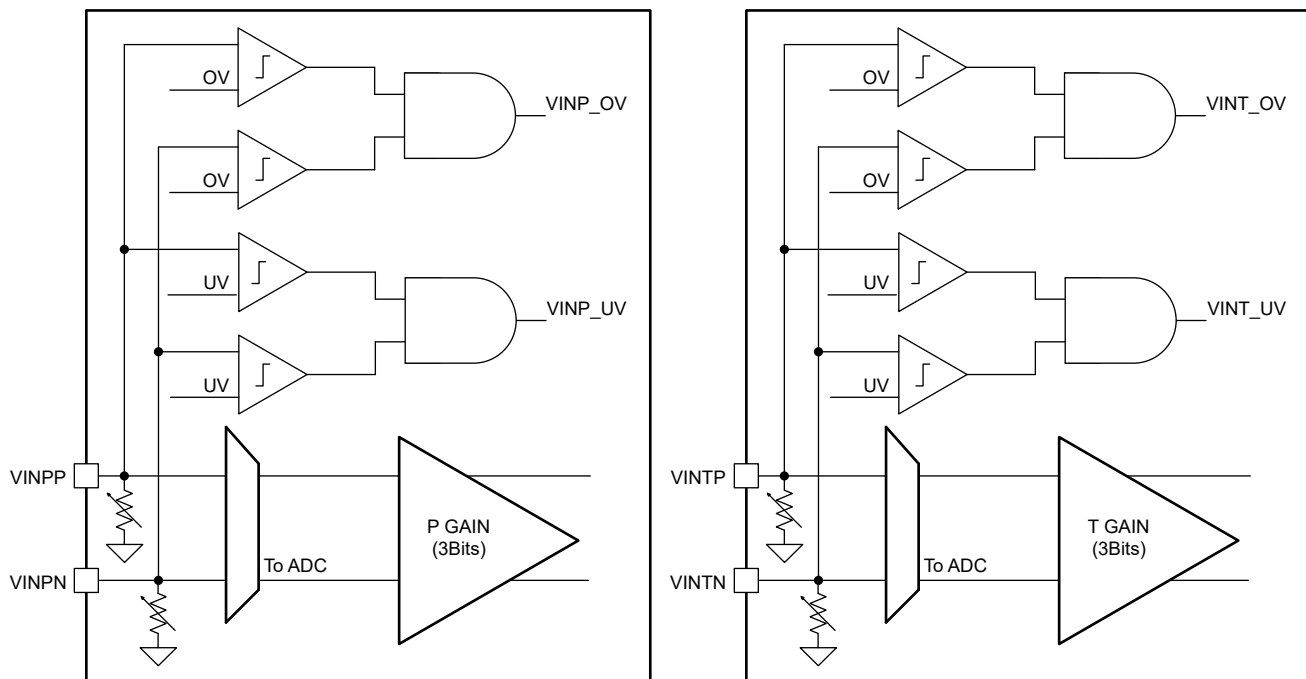 OV
VINP_OV
OV
UV
VINP_UV
UV
VINPP
P GAIN
(3Bits)
To ADC
VINPN
OV
VINT_OV
OV
UV
VINT_UV
UV
VINTP
T GAIN
(3Bits)
To ADC
VINTN